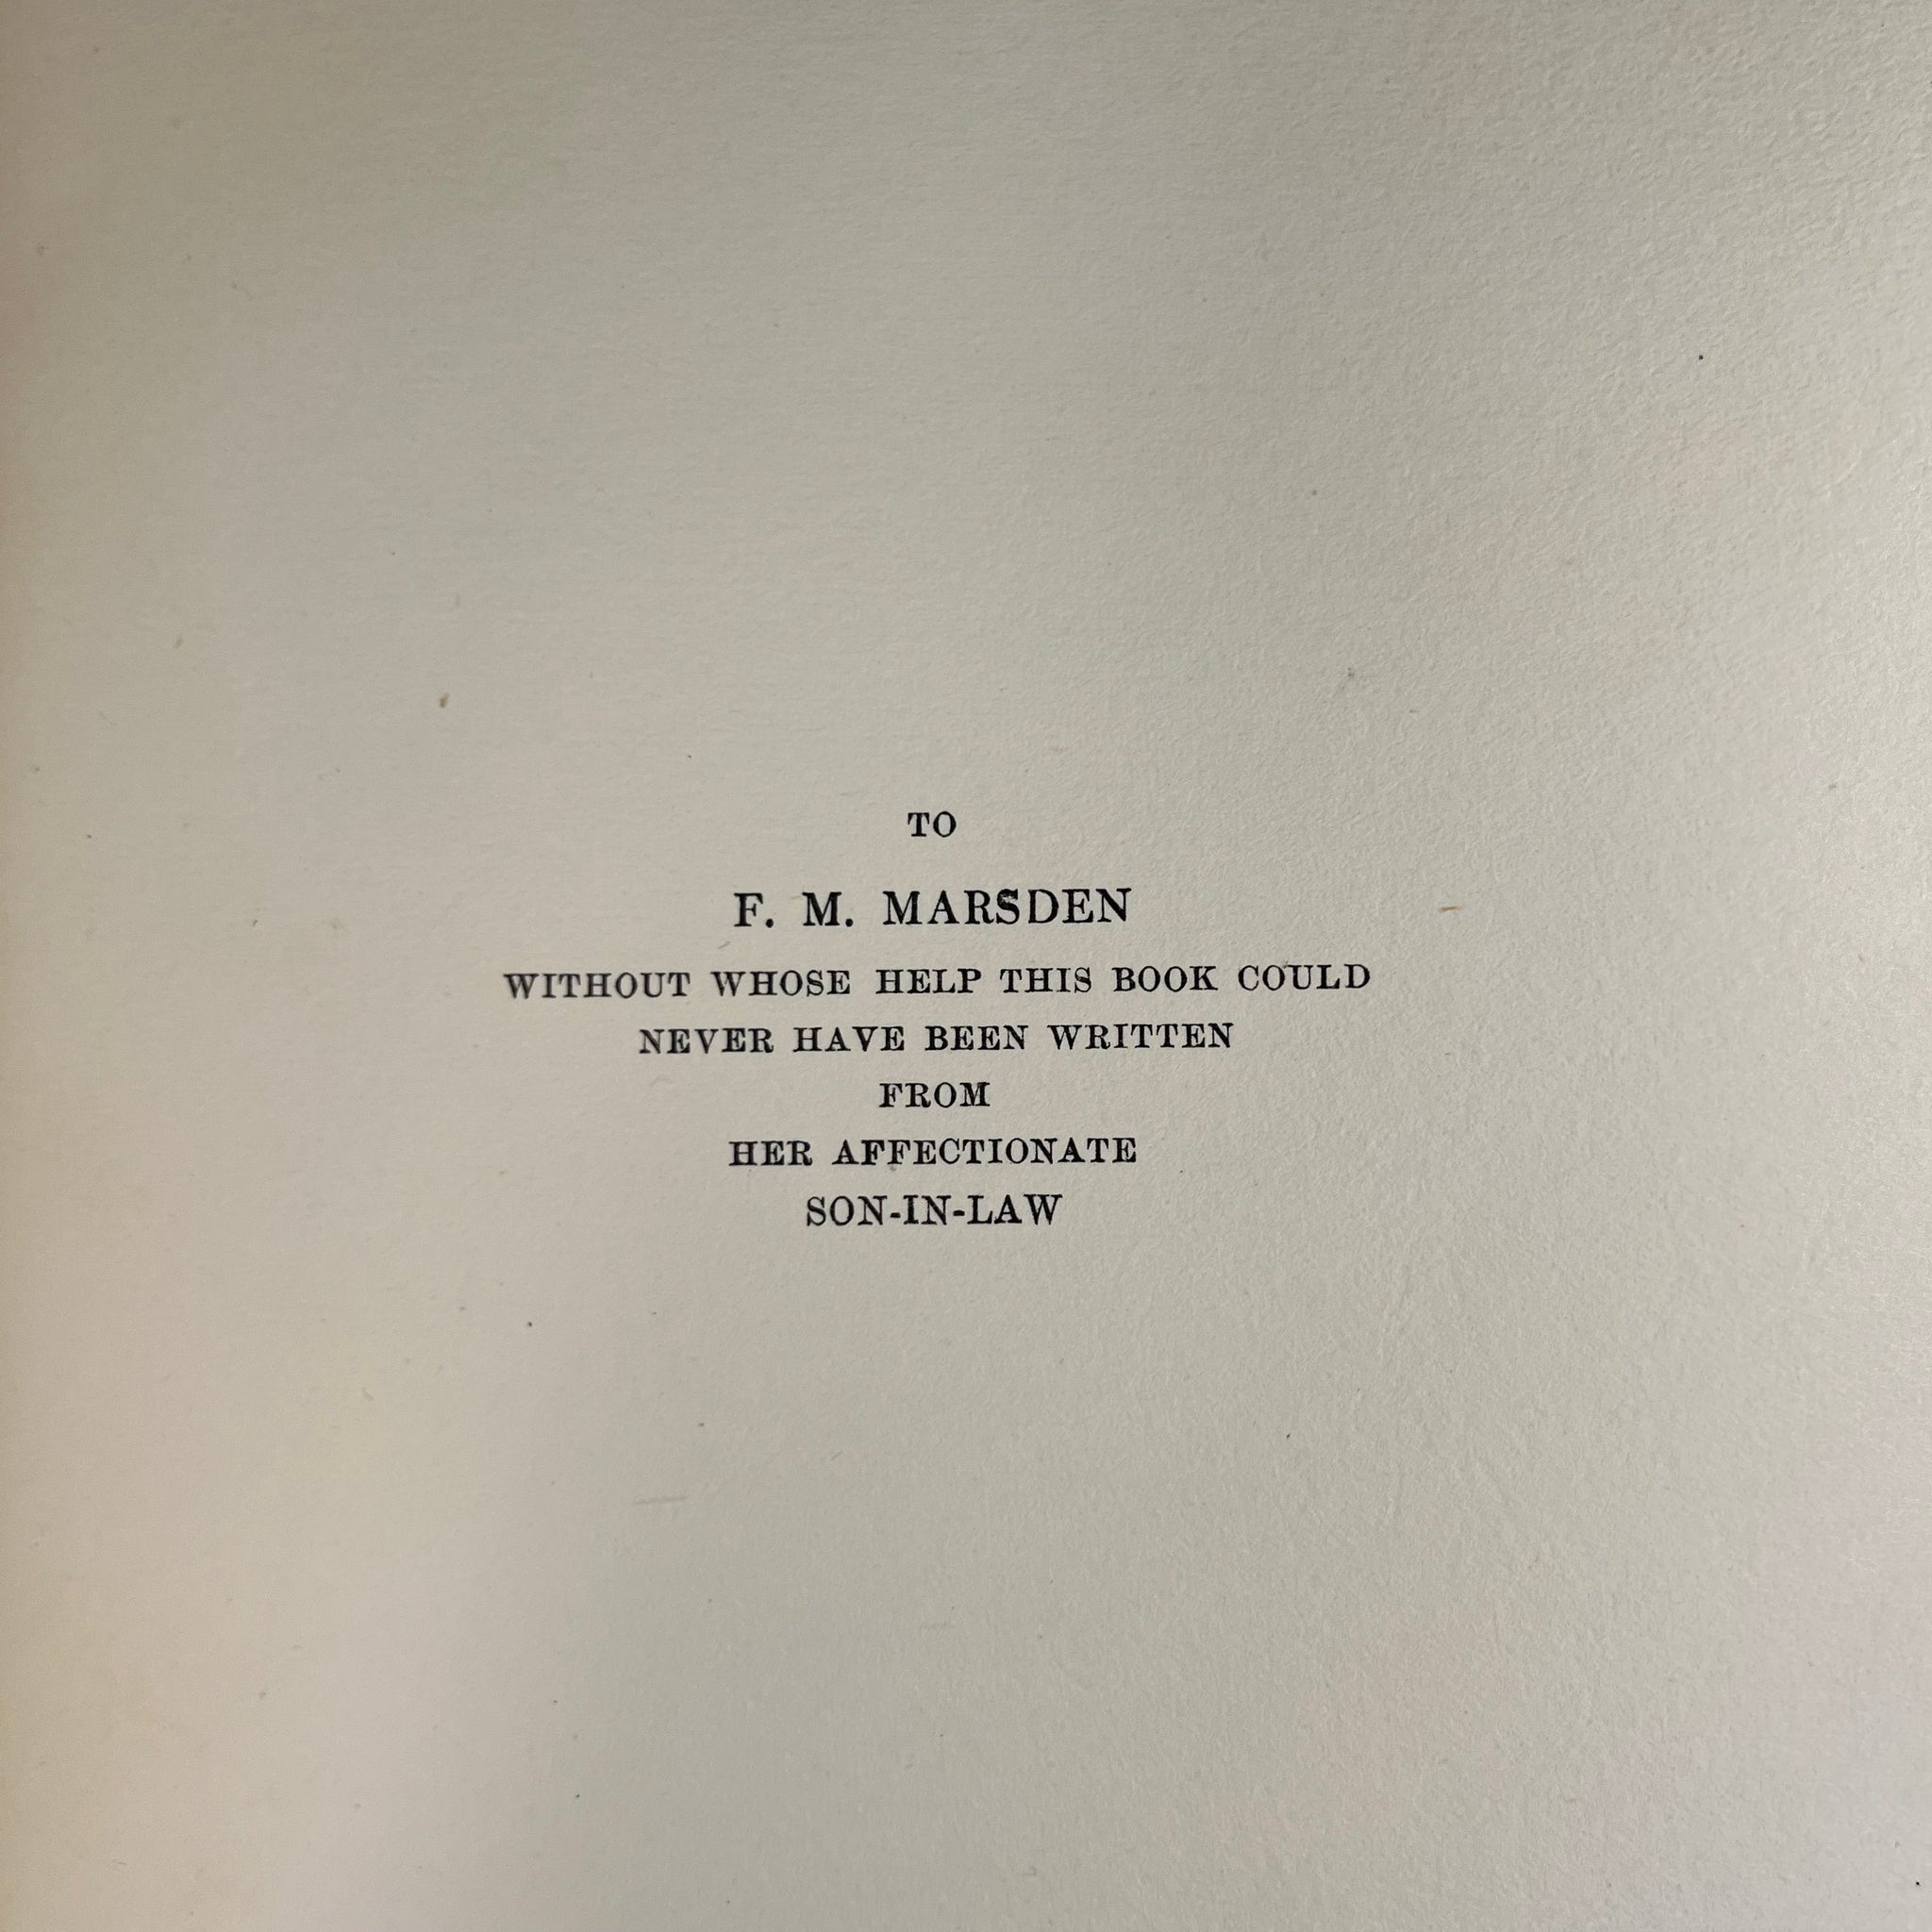 TO
F. M. MARSDEN
WITHOUT WHOSE HELP THIS BOOK COULD
NEVER HAVE BEEN WRITTEN
FROM
HER AFFECTIONATE
SON-IN-LAW